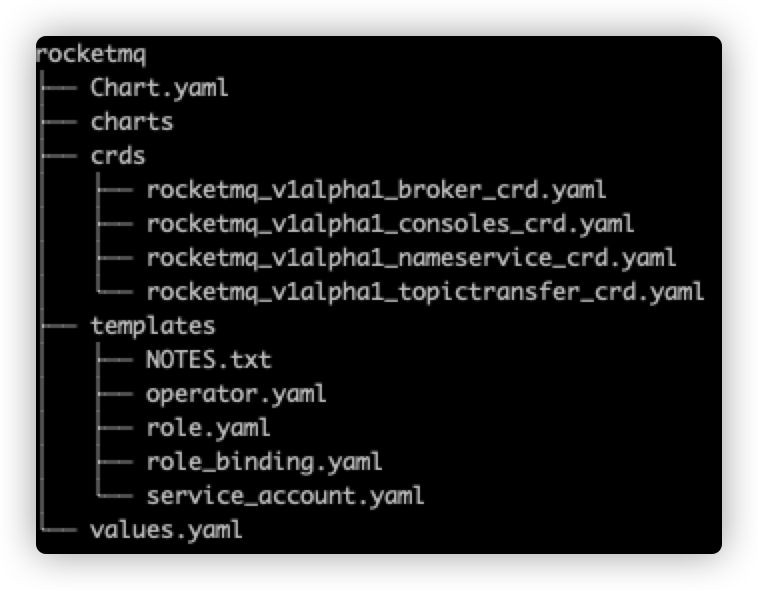 rocketmq
├── Chart.yaml
├── charts
├── crds
│   ├── rocketmq_v1alpha1_broker_crd.yaml
│   ├── rocketmq_v1alpha1_consoles_crd.yaml
│   ├── rocketmq_v1alpha1_nameservice_crd.yaml
│   └── rocketmq_v1alpha1_topictransfer_crd.yaml
├── templates
│   ├── NOTES.txt
│   ├── operator.yaml
│   ├── role.yaml
│   ├── role_binding.yaml
│   └── service_account.yaml
└── values.yaml